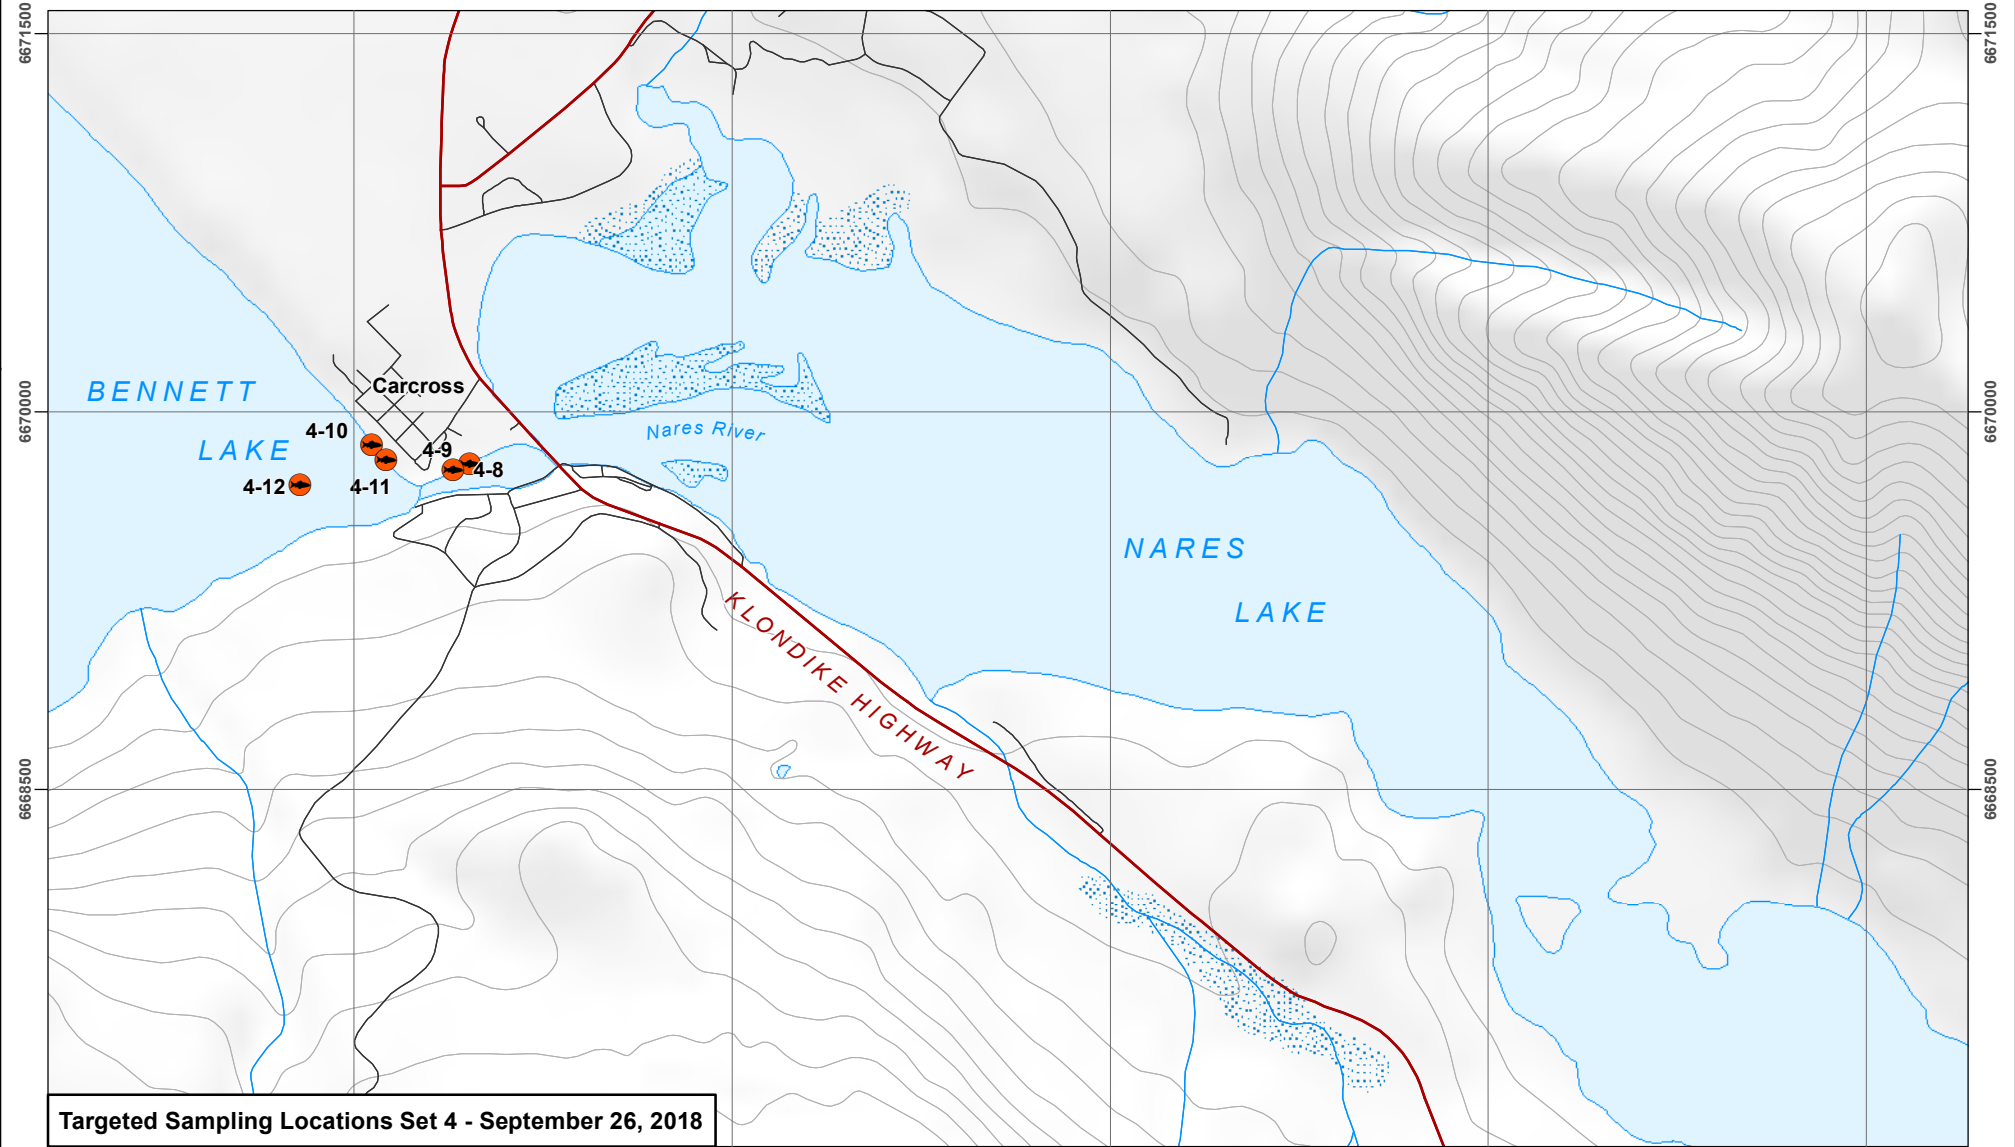 6671500
6671500
Carcross
BENNETT
6670000
6670000
4-10
Nares River
LAKE
4-9
4-8
4-12
4-11
NARES
LAKE
KLONDIKE HIGHWAY
6668500
6668500
Targeted Sampling Locations Set 4 - September 26, 2018